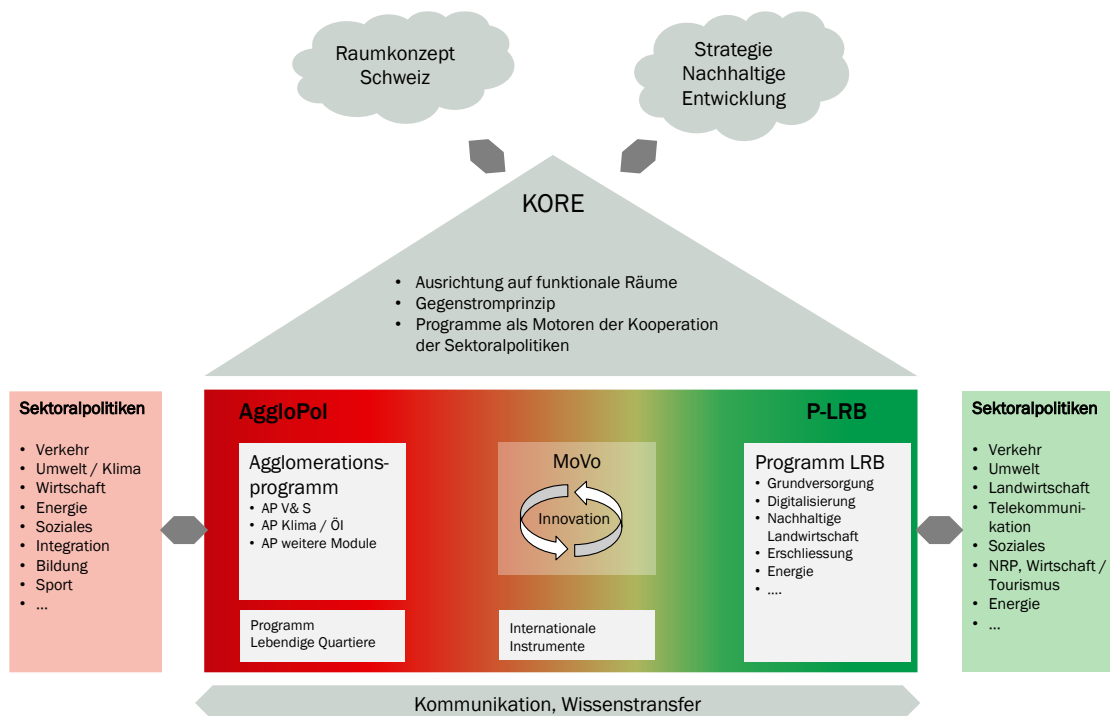 Raumkonzept
Schweiz
Strategie
Nachhaltige
Entwicklung
KORE
• Ausrichtung auf funktionale Räume
• Gegenstromprinzip
• Programme als Motoren der Kooperation
der Sektoralpolitiken
Sektoralpolitiken
• Verkehr
• Umwelt / Klima
• Wirtschaft
• Energie
• Soziales
• Integration
• Bildung
• Sport
• ...
AggloPol
Agglomerations-
programm
• AP V& S
• AP Klima / Öl
• AP weitere Module
Programm
Lebendige Quartiere
MoVo
Innovation
Internationale
Instrumente
P-LRB
Programm LRB
• Grundversorgung
• Digitalisierung
• Nachhaltige
Landwirtschaft
• Erschliessung
• Energie
• ....
Sektoralpolitiken
• Verkehr
• Umwelt
• Landwirtschaft
• Telekommuni-
kation
• Soziales
• NRP, Wirtschaft /
Tourismus
• Energie
• ...
Kommunikation, Wissenstransfer